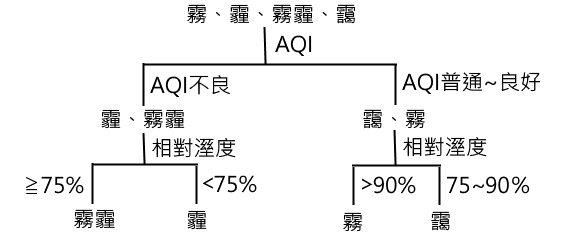 霧、霾、霧霾、靄
AQI
AQI不良
AQI普通~良好
霾、霧霾
靄、霧
相對溼度
相對溼度
≧75%
<75%
>90%
75~90%
霧霾
霾
霧
靄